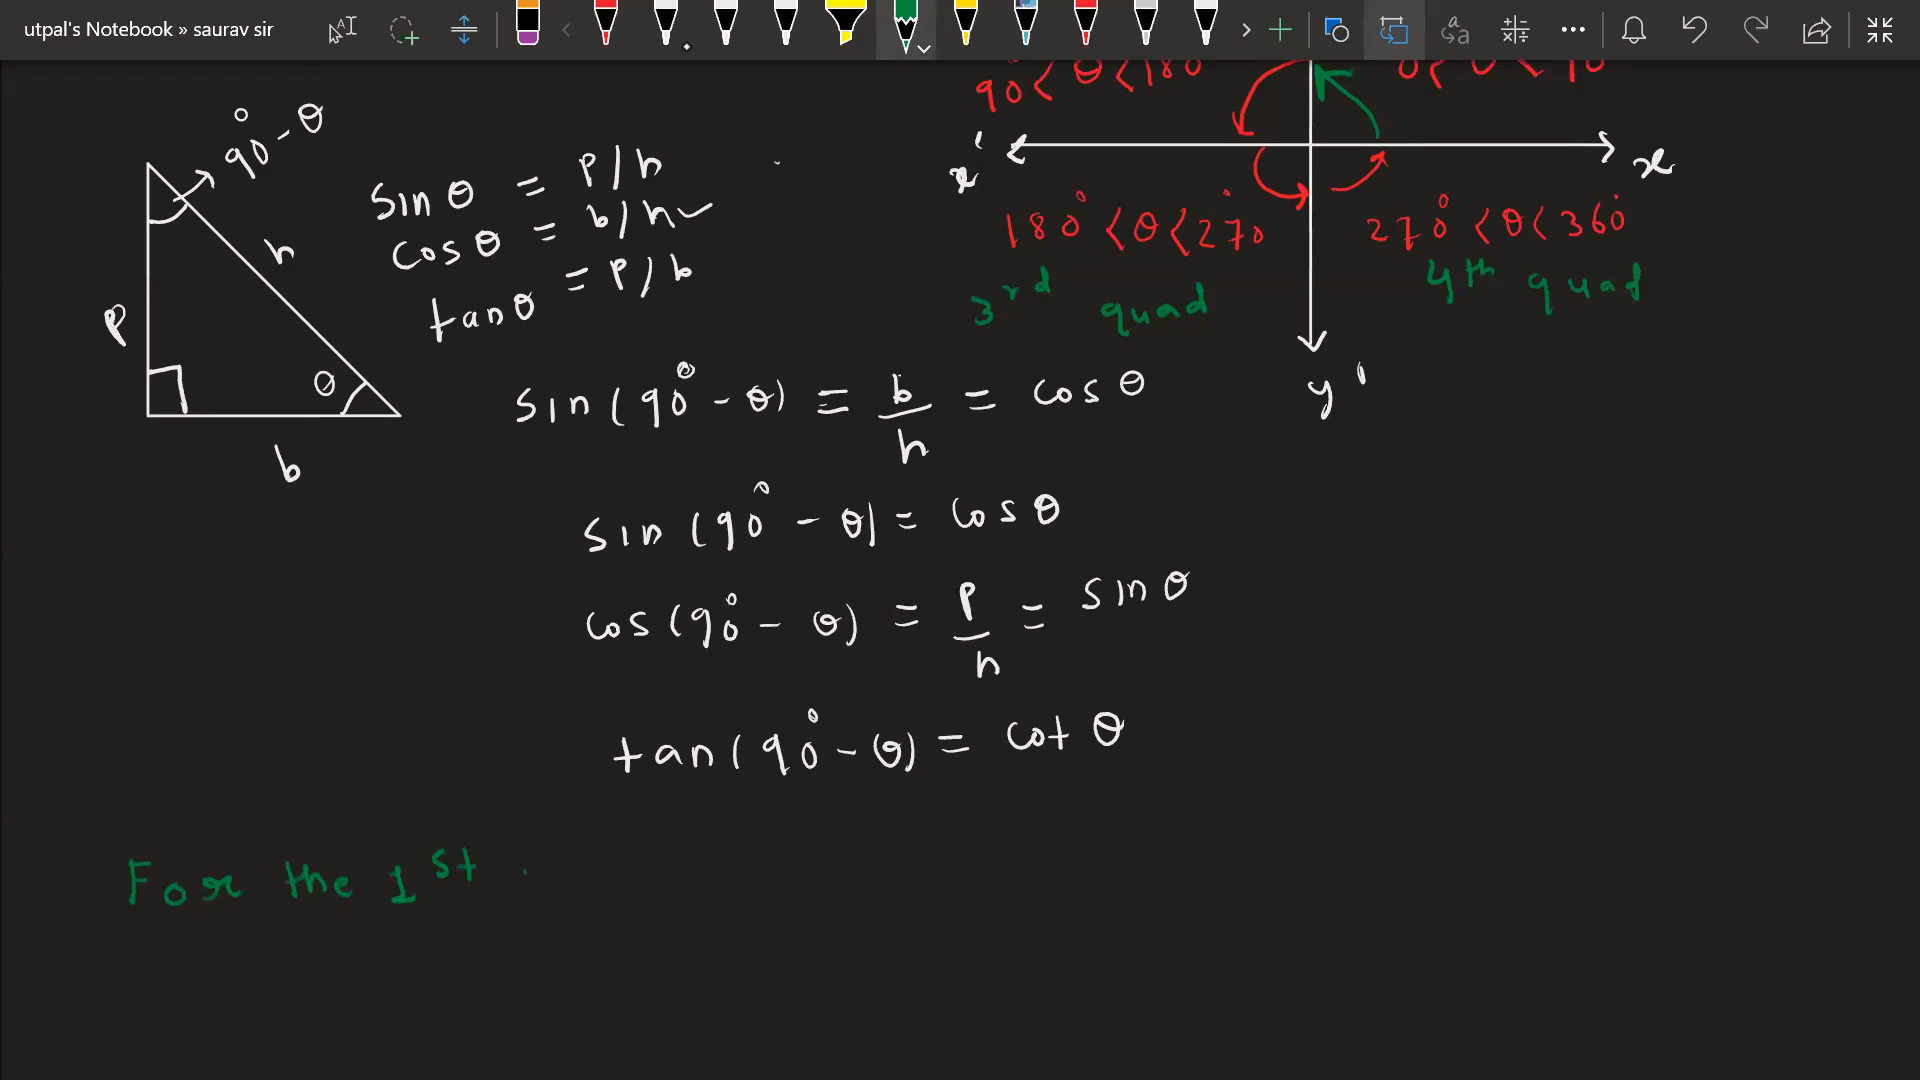 utpal's Notebook » saurav sir
90° - θ
p
h
θ
b
sin θ = p/h
cos θ = b/h ✓
tan θ = p/b
90° < θ < 180
x'
x
180° < θ < 270°
270° < θ < 360°
3rd quad
4th quad
y'
sin (90° - θ) = b/h = cos θ
sin (90° - θ) = cos θ
cos (90° - θ) = p/h = sin θ
tan (90° - θ) = cot θ
For the 1st